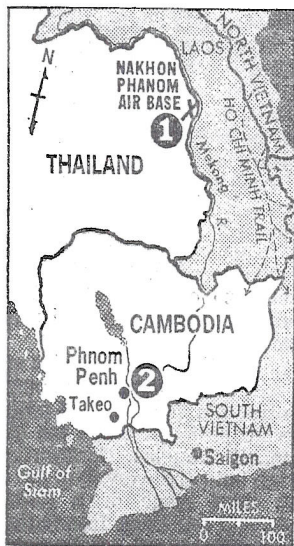 N
LAOS
NORTH VIETNAM
NAKHON
PHANOM
AIR BASE
1
HO CHI MINH TRAIL
THAILAND
Mekong
R.
CAMBODIA
Phnom
Penh
2
Takeo
SOUTH
VIETNAM
Saigon
Gulf of
Siam
MILES
0 100